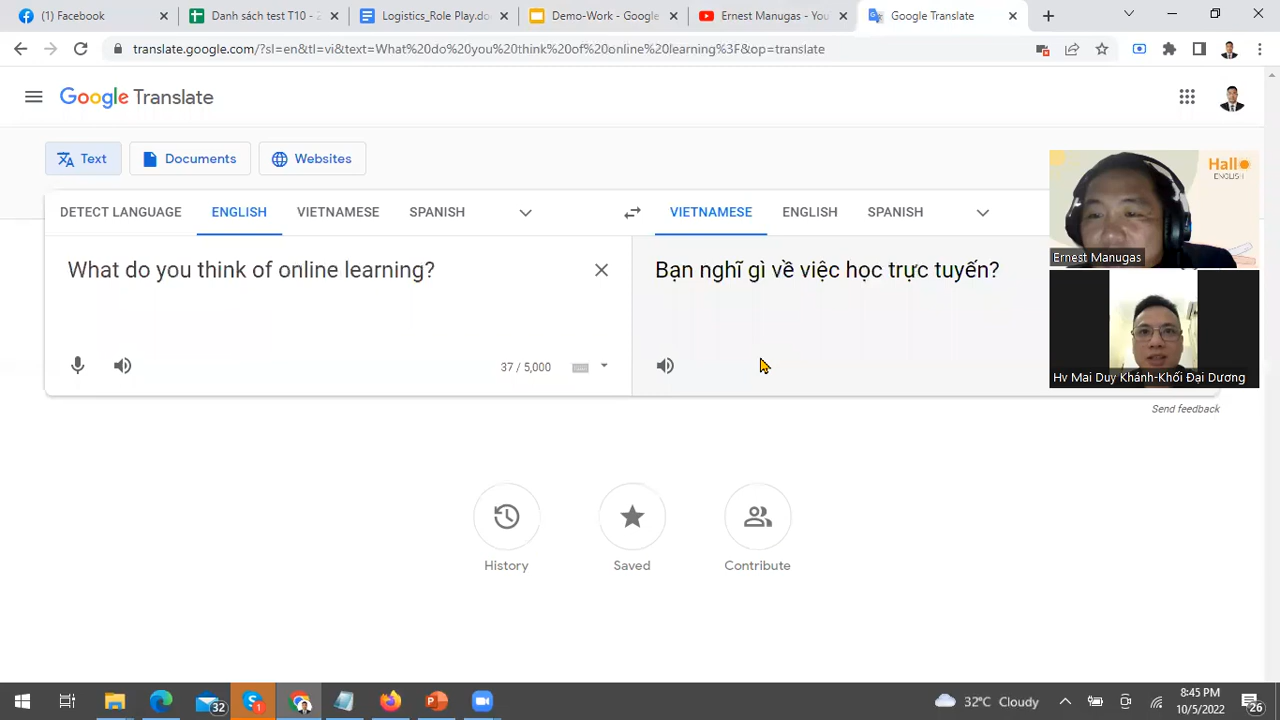 (1) Facebook
Danh sách test T10 - 2
Logistics_Role Play.do
Demo-Work - Google
Ernest Manugas - You
Google Translate
translate.google.com/?sl=en&tl=vi&text=What%20do%20you%20think%20of%20online%20learning%3F&op=translate
Google Translate
Text
Documents
Websites
Hallo
ENGLISH
DETECT LANGUAGE
ENGLISH
VIETNAMESE
SPANISH
VIETNAMESE
ENGLISH
SPANISH
What do you think of online learning?
Bạn nghĩ gì về việc học trực tuyến?
Ernest Manugas
37 / 5,000
Hv Mai Duy Khánh-Khối Đại Dương
Send feedback
History
Saved
Contribute
32
1
32°C Cloudy
8:45 PM
10/5/2022
26